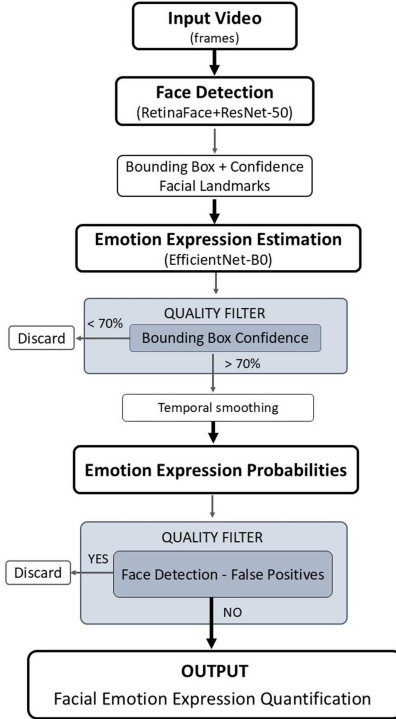 Input Video
(frames)
Face Detection
(RetinaFace+ResNet-50)
Bounding Box + Confidence
Facial Landmarks
Emotion Expression Estimation
(EfficientNet-B0)
QUALITY FILTER
< 70%
Discard
Bounding Box Confidence
> 70%
Temporal smoothing
Emotion Expression Probabilities
QUALITY FILTER
YES
Discard
Face Detection - False Positives
NO
OUTPUT
Facial Emotion Expression Quantification